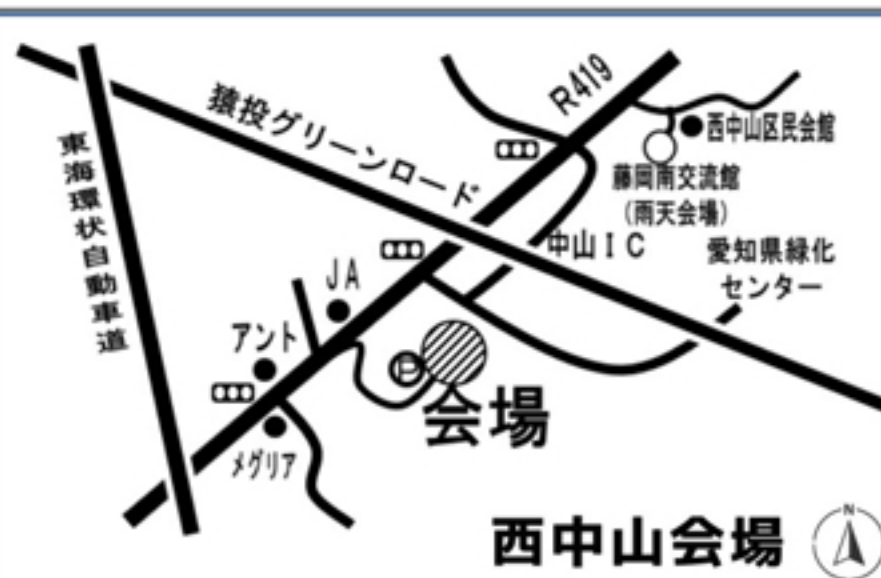 猿投グリーンロード
R419
東海環状自動車道
西中山区民会館
藤岡南交流館
(雨天会場)
中山IC
愛知県緑化
センター
JA
アント
P
会場
メグリア
西中山会場
N